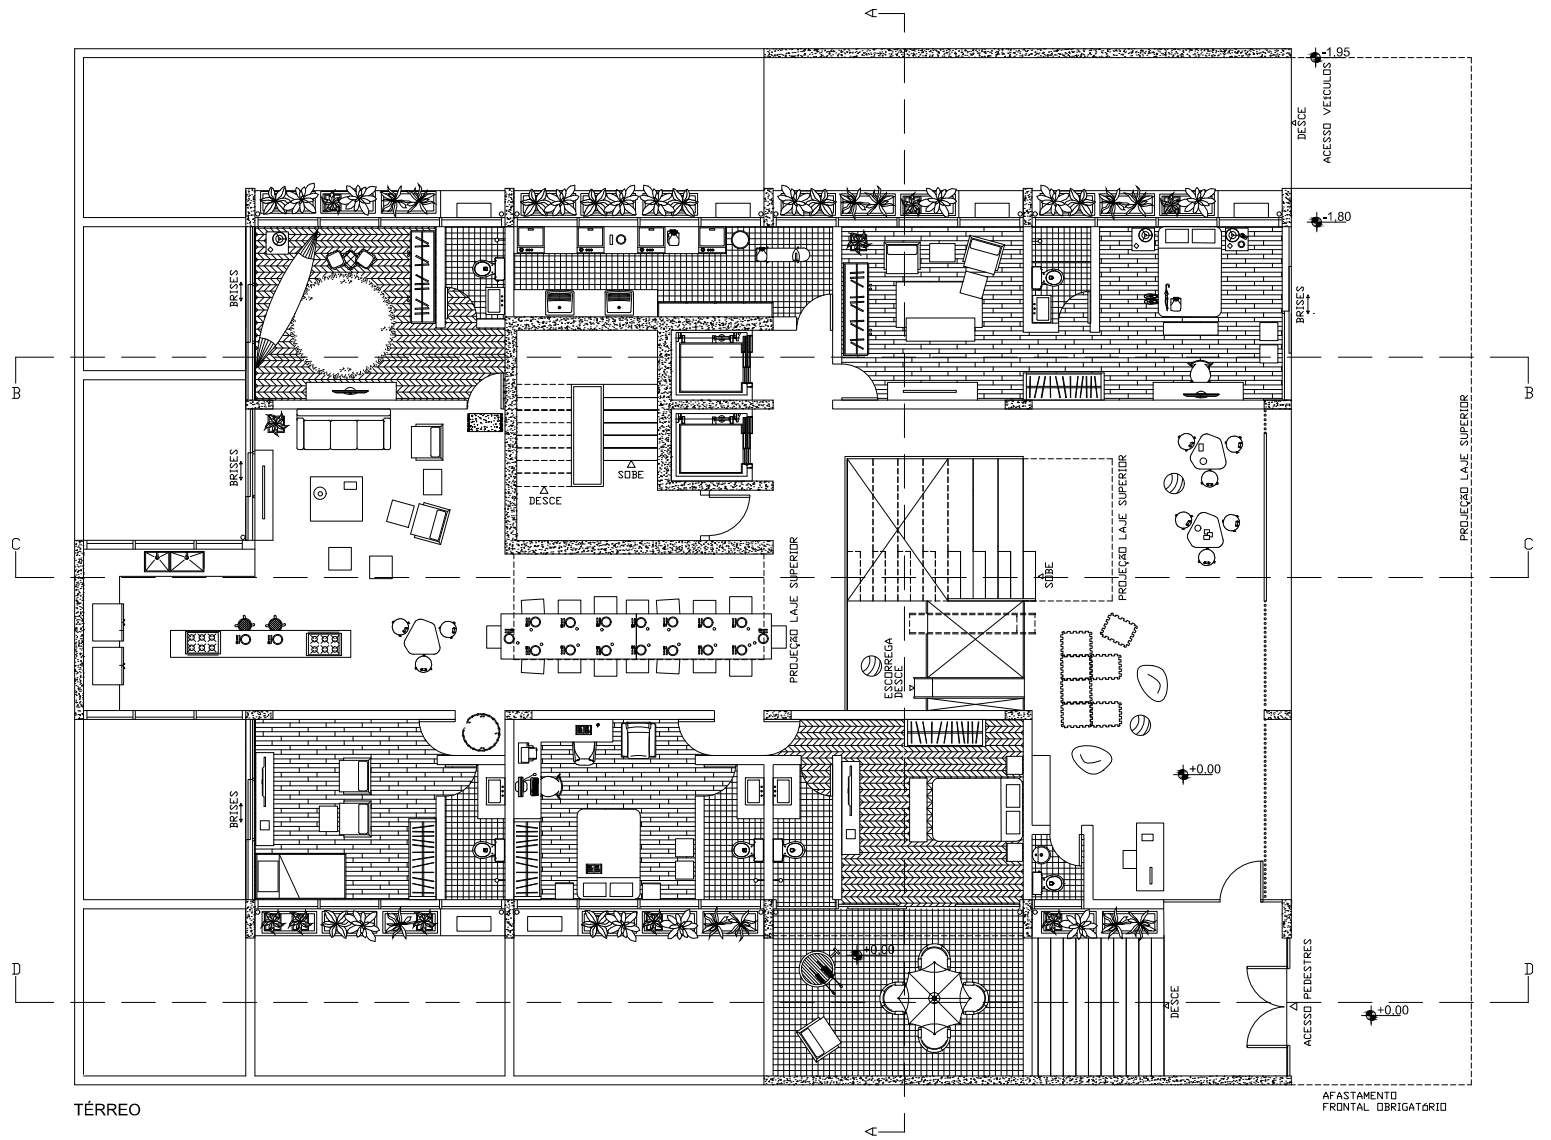 A
-1.95
DESCE
ACESSO VEÍCULOS
-1.80
BRISES
BRISES
B
B
PROJEÇÃO LAJE SUPERIOR
BRISES
SOBE
DESCE
PROJEÇÃO LAJE SUPERIOR
C
C
PROJEÇÃO LAJE SUPERIOR
SOBE
ESCORREGA
DESCE
+0.00
BRISES
+0.00
D
D
DESCE
ACESSO PEDESTRES
+0.00
TÉRREO
AFASTAMENTO
FRONTAL OBRIGATÓRIO
A